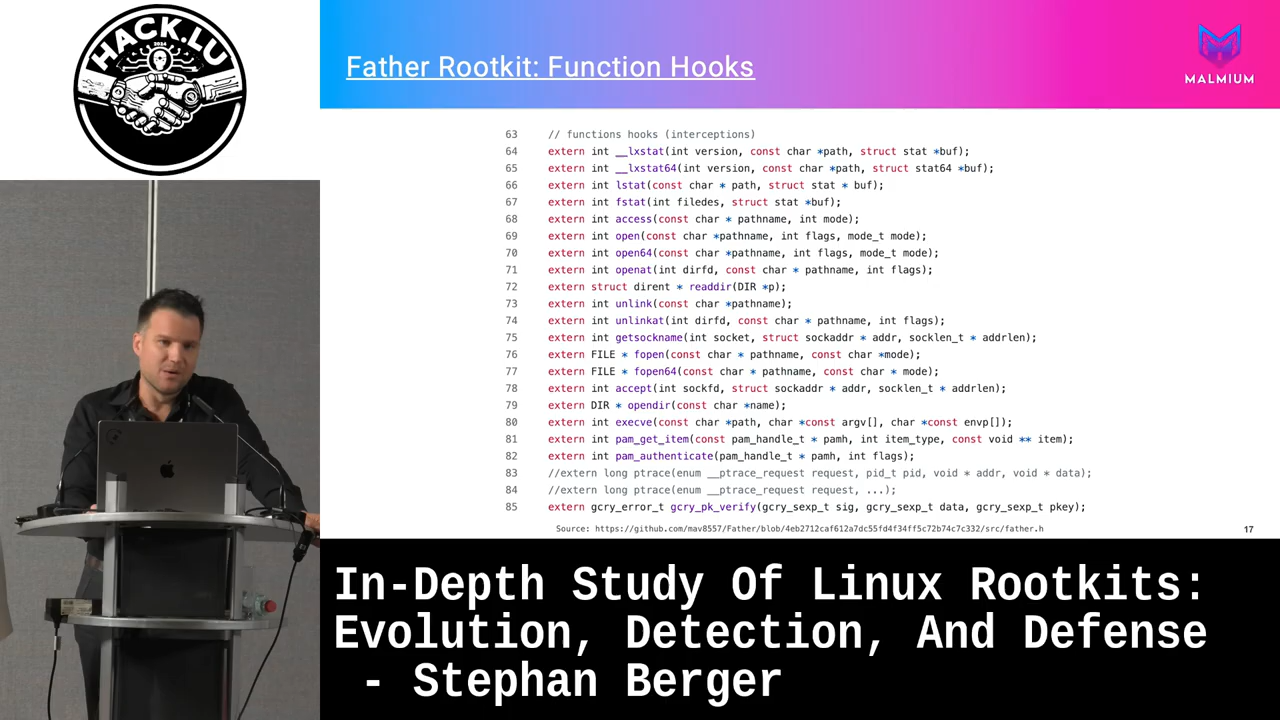 HACK.LU
2024
Father Rootkit: Function Hooks
MALMIUM
63 // functions hooks (interceptions)
64 extern int __lxstat(int version, const char *path, struct stat *buf);
65 extern int __lxstat64(int version, const char *path, struct stat64 *buf);
66 extern int lstat(const char * path, struct stat * buf);
67 extern int fstat(int filedes, struct stat *buf);
68 extern int access(const char * pathname, int mode);
69 extern int open(const char *pathname, int flags, mode_t mode);
70 extern int open64(const char *pathname, int flags, mode_t mode);
71 extern int openat(int dirfd, const char * pathname, int flags);
72 extern struct dirent * readdir(DIR *p);
73 extern int unlink(const char *pathname);
74 extern int unlinkat(int dirfd, const char * pathname, int flags);
75 extern int getsockname(int socket, struct sockaddr * addr, socklen_t * addrlen);
76 extern FILE * fopen(const char * pathname, const char *mode);
77 extern FILE * fopen64(const char * pathname, const char * mode);
78 extern int accept(int sockfd, struct sockaddr * addr, socklen_t * addrlen);
79 extern DIR * opendir(const char *name);
80 extern int execve(const char *path, char *const argv[], char *const envp[]);
81 extern int pam_get_item(const pam_handle_t * pamh, int item_type, const void ** item);
82 extern int pam_authenticate(pam_handle_t * pamh, int flags);
83 //extern long ptrace(enum __ptrace_request request, pid_t pid, void * addr, void * data);
84 //extern long ptrace(enum __ptrace_request request, ...);
85 extern gcry_error_t gcry_pk_verify(gcry_sexp_t sig, gcry_sexp_t data, gcry_sexp_t pkey);
Source: https://github.com/mav8557/Father/blob/4eb2712caf612a7dc55fd4f34ff5c72b74c7c332/src/father.h
17
In-Depth Study Of Linux Rootkits:
Evolution, Detection, And Defense
- Stephan Berger